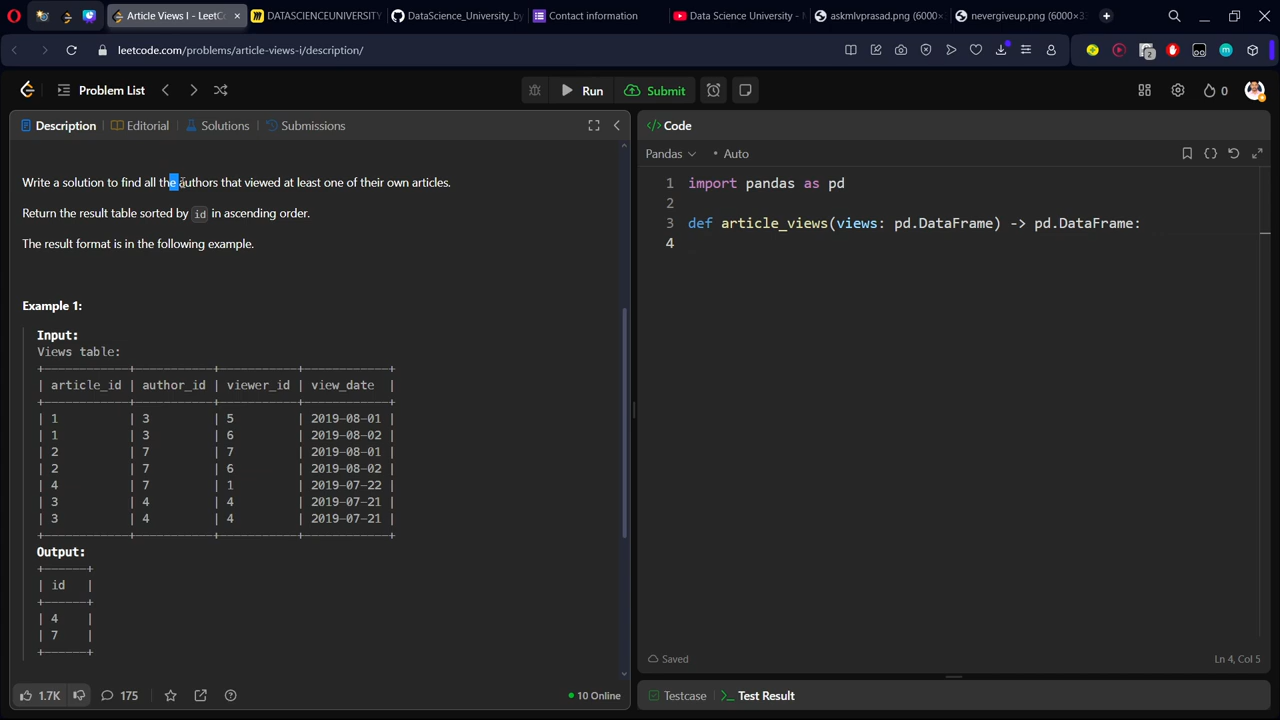 Article Views I - LeetCo
DATASCIENCEUNIVERSITY
DataScience_University_by
Contact information
Data Science University - 
askmlvprasad.png (6000×
nevergiveup.png (6000×3
leetcode.com/problems/article-views-i/description/
2
m
Problem List
Run
Submit
0
Description
Editorial
Solutions
Submissions
</> Code
Pandas
• Auto
Write a solution to find all the authors that viewed at least one of their own articles.
Return the result table sorted by id in ascending order.
The result format is in the following example.
Example 1:
Input:
Views table:
+------------+-----------+-----------+------------+
| article_id | author_id | viewer_id | view_date  |
+------------+-----------+-----------+------------+
| 1          | 3         | 5         | 2019-08-01 |
| 1          | 3         | 6         | 2019-08-02 |
| 2          | 7         | 7         | 2019-08-01 |
| 2          | 7         | 6         | 2019-08-02 |
| 4          | 7         | 1         | 2019-07-22 |
| 3          | 4         | 4         | 2019-07-21 |
| 3          | 4         | 4         | 2019-07-21 |
+------------+-----------+-----------+------------+
Output:
+------+
| id   |
+------+
| 4    |
| 7    |
+------+
1.7K
175
10 Online
1 import pandas as pd
2
3 def article_views(views: pd.DataFrame) -> pd.DataFrame:
4
Saved
Ln 4, Col 5
Testcase
Test Result